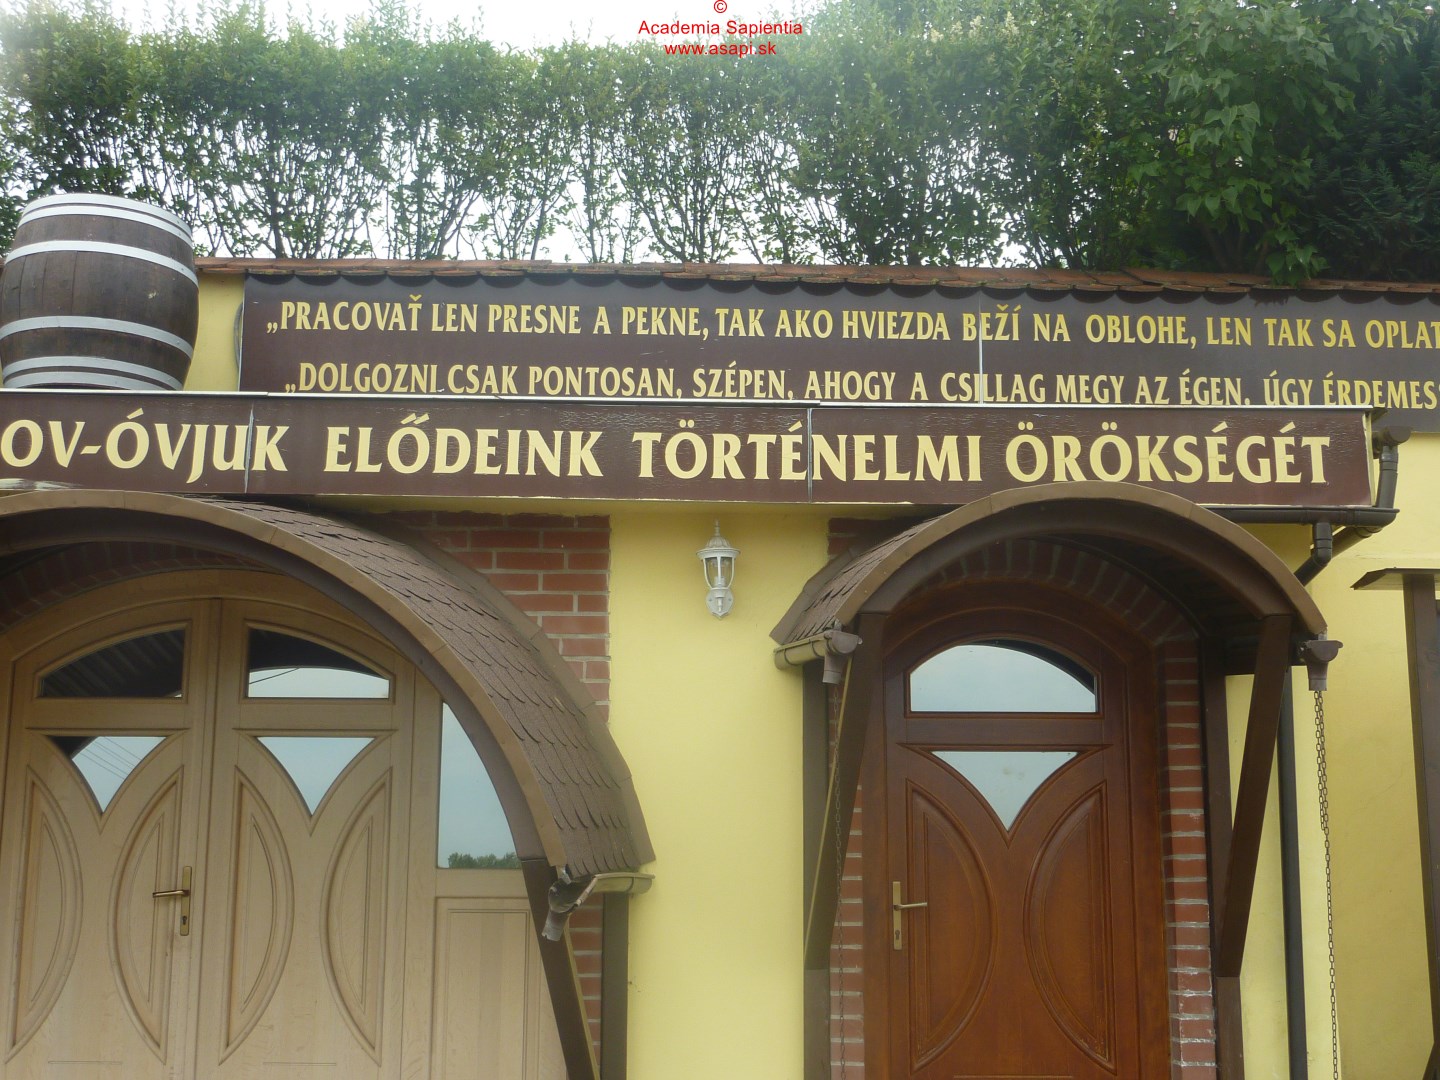 ©
Academia Sapientia
www.asapi.sk
„PRACOVAŤ LEN PRESNE A PEKNE, TAK AKO HVIEZDA BEŽÍ NA OBLOHE, LEN TAK SA OPLAT
„DOLGOZNI CSAK PONTOSAN, SZÉPEN, AHOGY A CSILLAG MEGY AZ ÉGEN, ÚGY ÉRDEMES
OV-ÓVJUK ELŐDEINK TÖRTÉNELMI ÖRÖKSÉGÉT